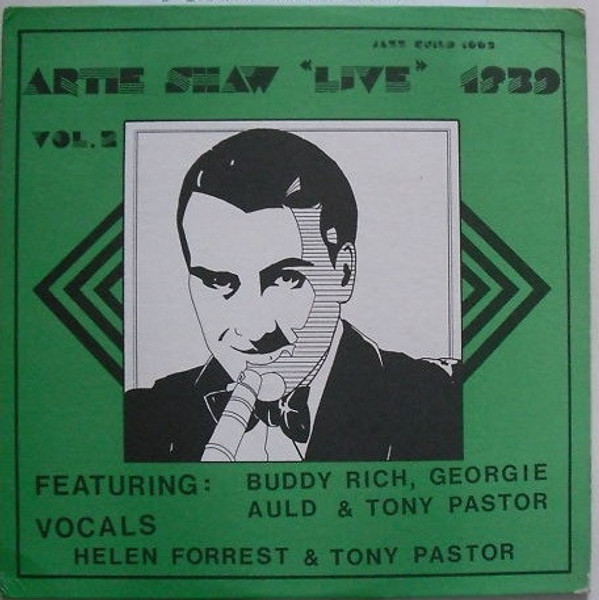 JAZZ GUILD 1002
ARTIE SHAW "LIVE" 1939
VOL. 2
FEATURING: BUDDY RICH, GEORGIE
AULD & TONY PASTOR
VOCALS
HELEN FORREST & TONY PASTOR